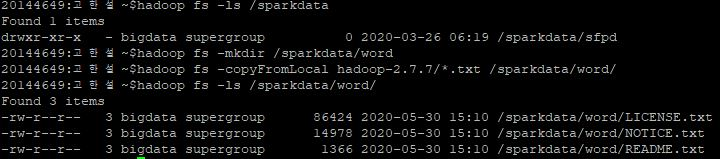 20144649:고 한 설 ~$hadoop fs -ls /sparkdata
Found 1 items
drwxr-xr-x   - bigdata supergroup          0 2020-03-26 06:19 /sparkdata/sfpd
20144649:고 한 설 ~$hadoop fs -mkdir /sparkdata/word
20144649:고 한 설 ~$hadoop fs -copyFromLocal hadoop-2.7.7/*.txt /sparkdata/word/
20144649:고 한 설 ~$hadoop fs -ls /sparkdata/word/
Found 3 items
-rw-r--r--   3 bigdata supergroup      86424 2020-05-30 15:10 /sparkdata/word/LICENSE.txt
-rw-r--r--   3 bigdata supergroup      14978 2020-05-30 15:10 /sparkdata/word/NOTICE.txt
-rw-r--r--   3 bigdata supergroup       1366 2020-05-30 15:10 /sparkdata/word/README.txt